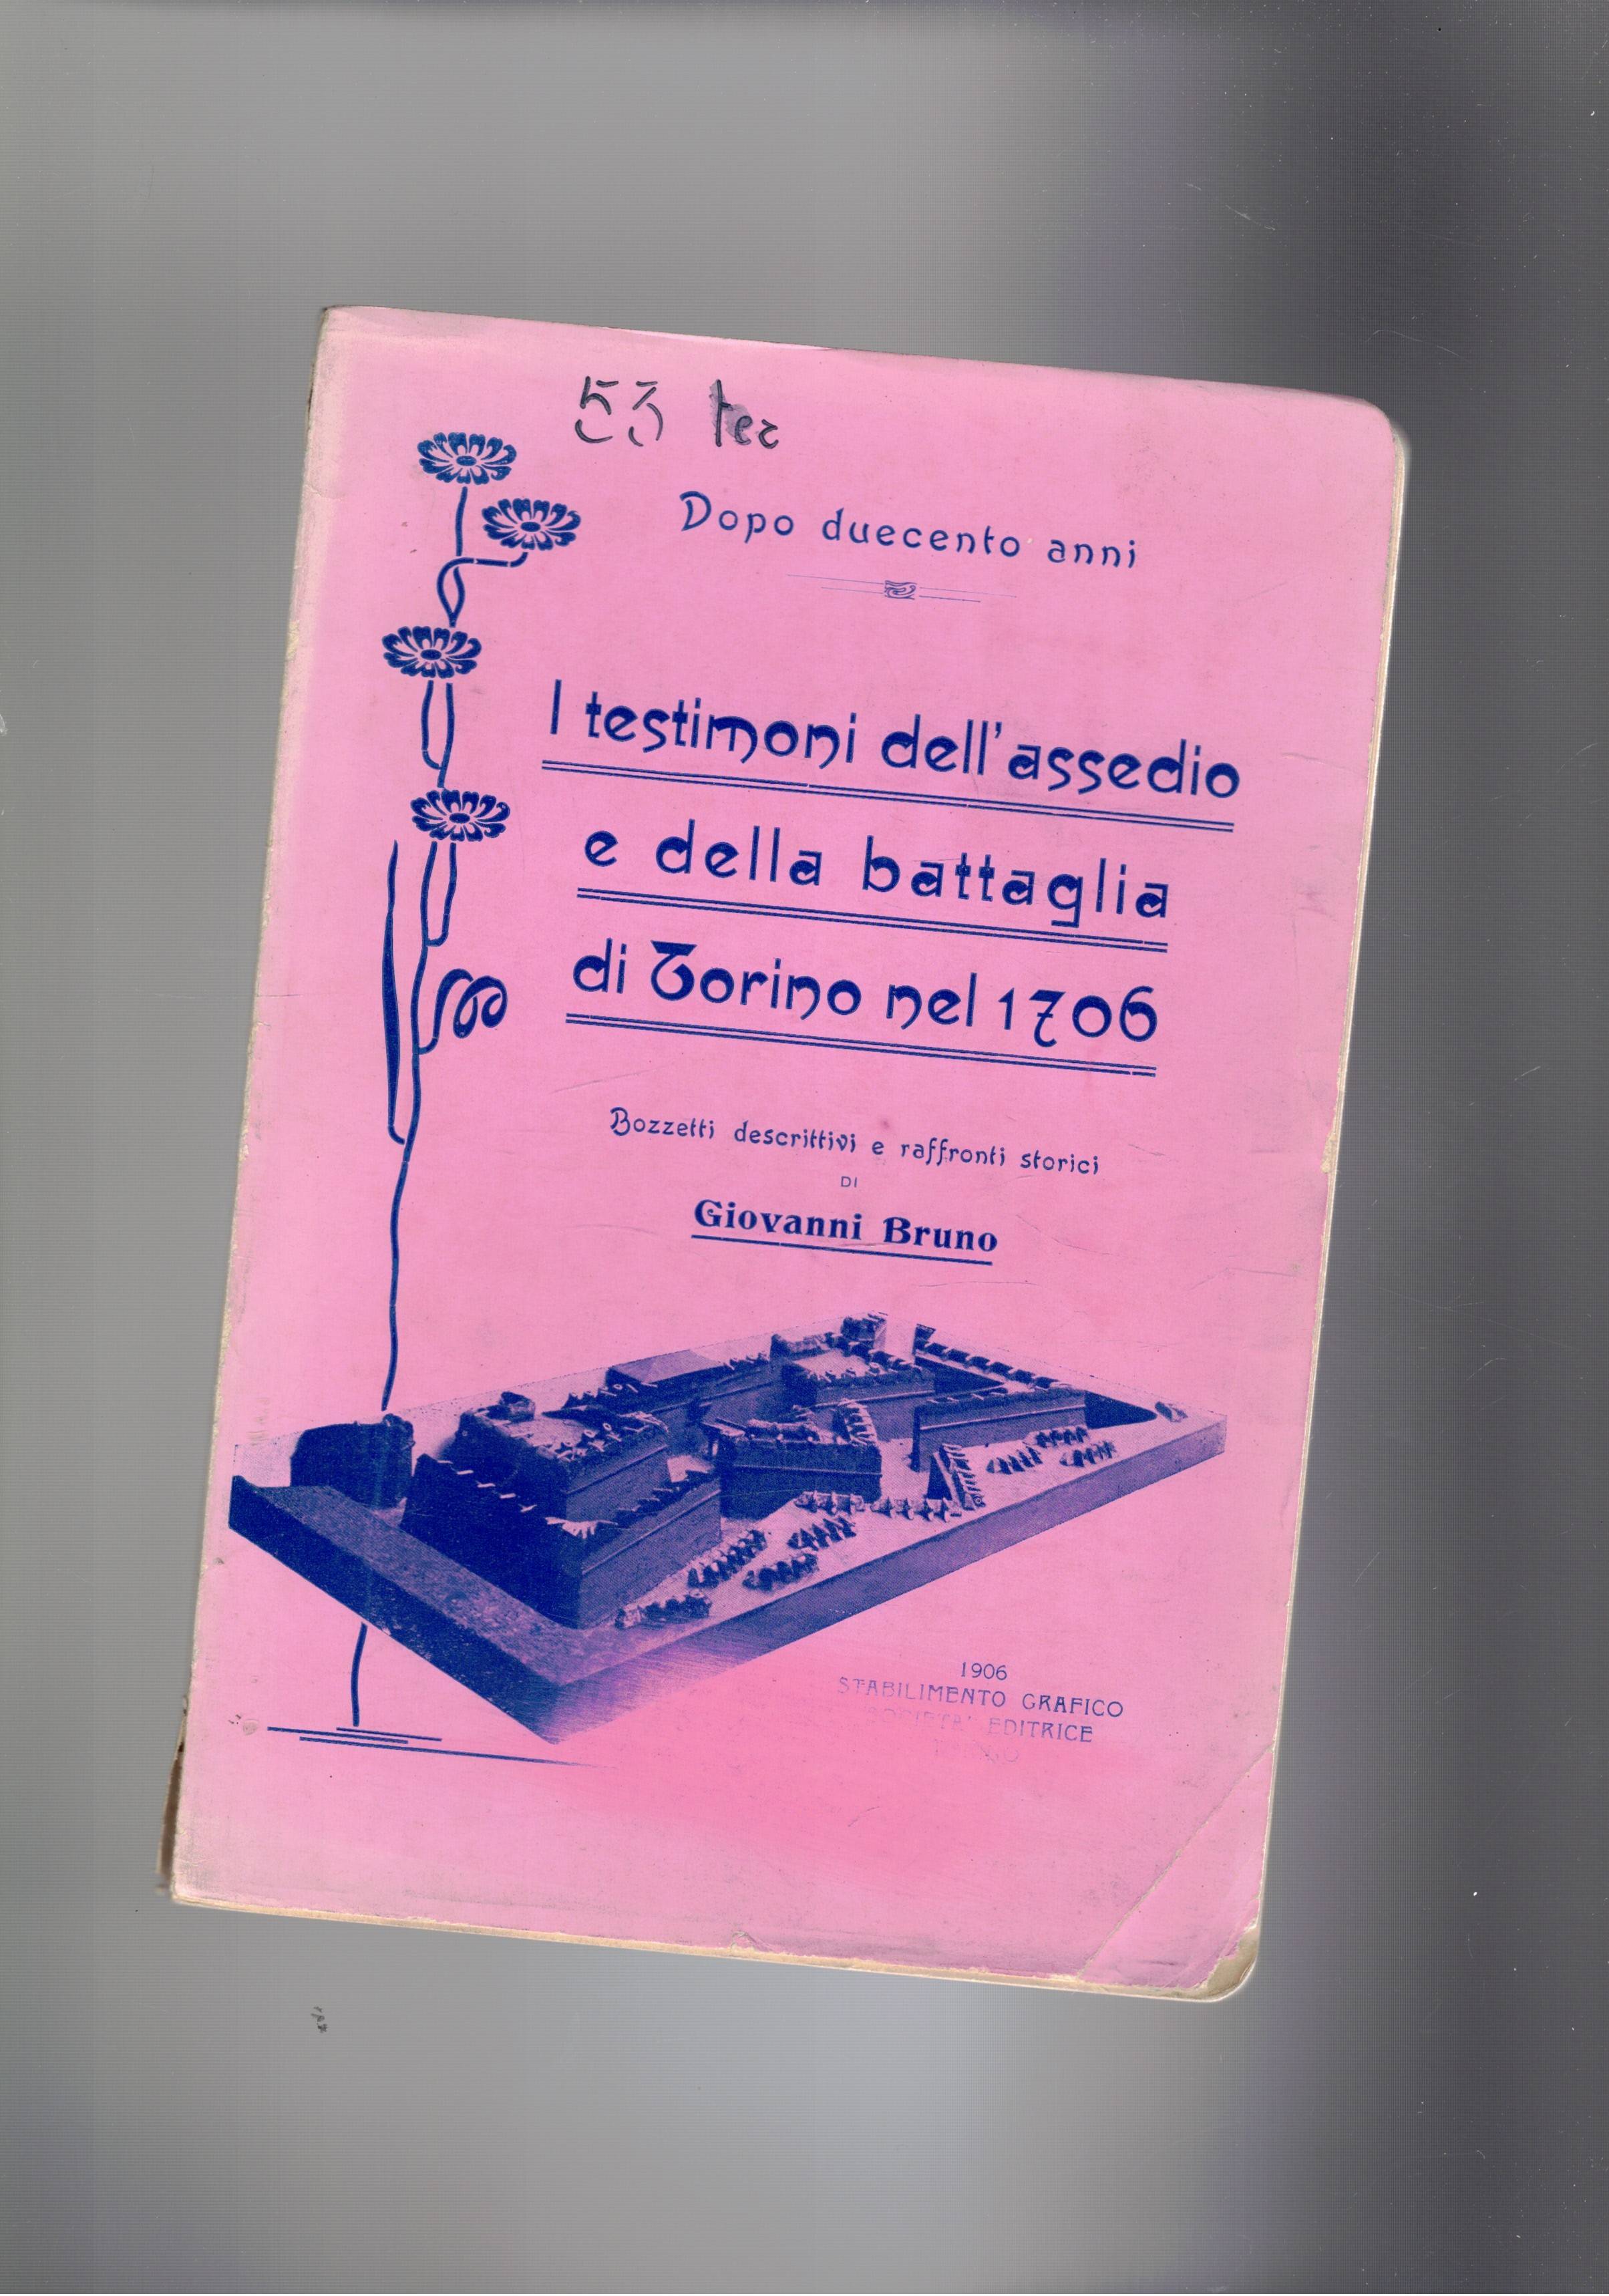 53 ter
Dopo duecento anni
I testimoni dell'assedio
e della battaglia
di Torino nel 1706
Bozzetti descrittivi e raffronti storici
DI
Giovanni Bruno
1906
STABILIMENTO GRAFICO
SOCIETA' EDITRICE